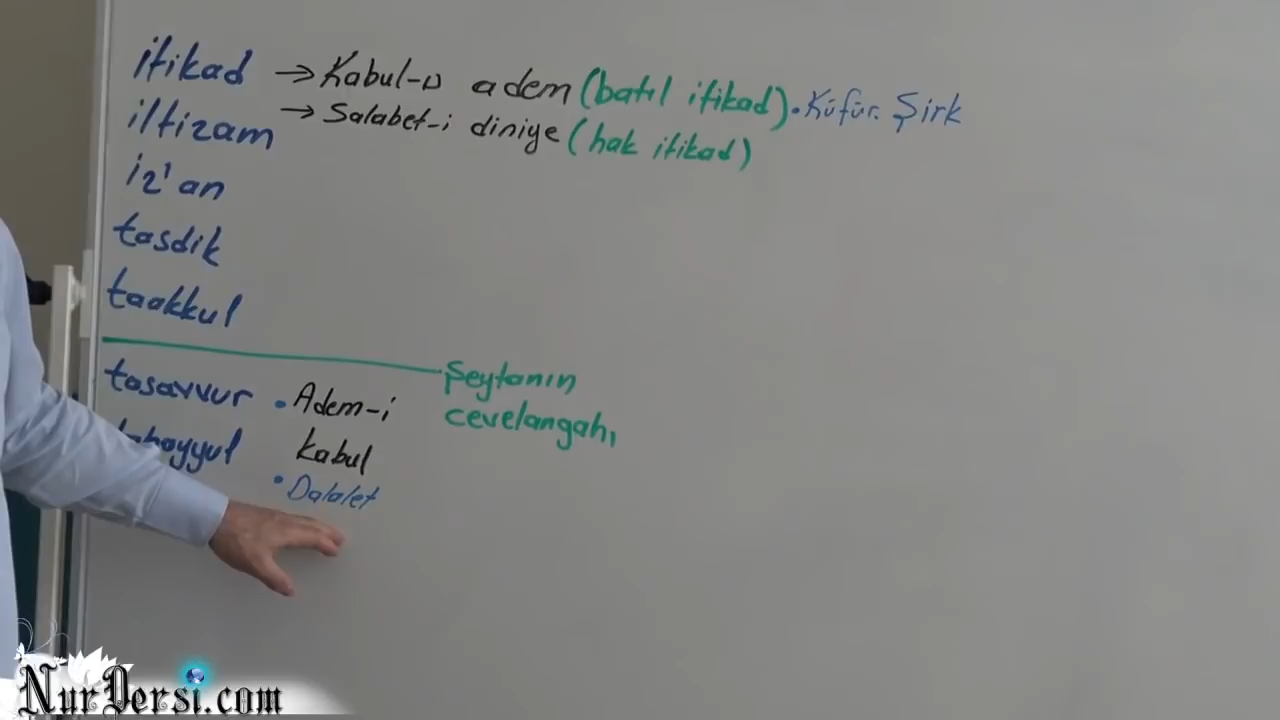 itikad → Kabul-u adem (batıl itikad) • Küfür. Şirk
iltizam → Salabet-i diniye (hak itikad)
iz'an
tasdik
taakkul
tasavvur • Adem-i
kabul
• Dalalet
Şeytanın
cevelangahı
NurDersi.com